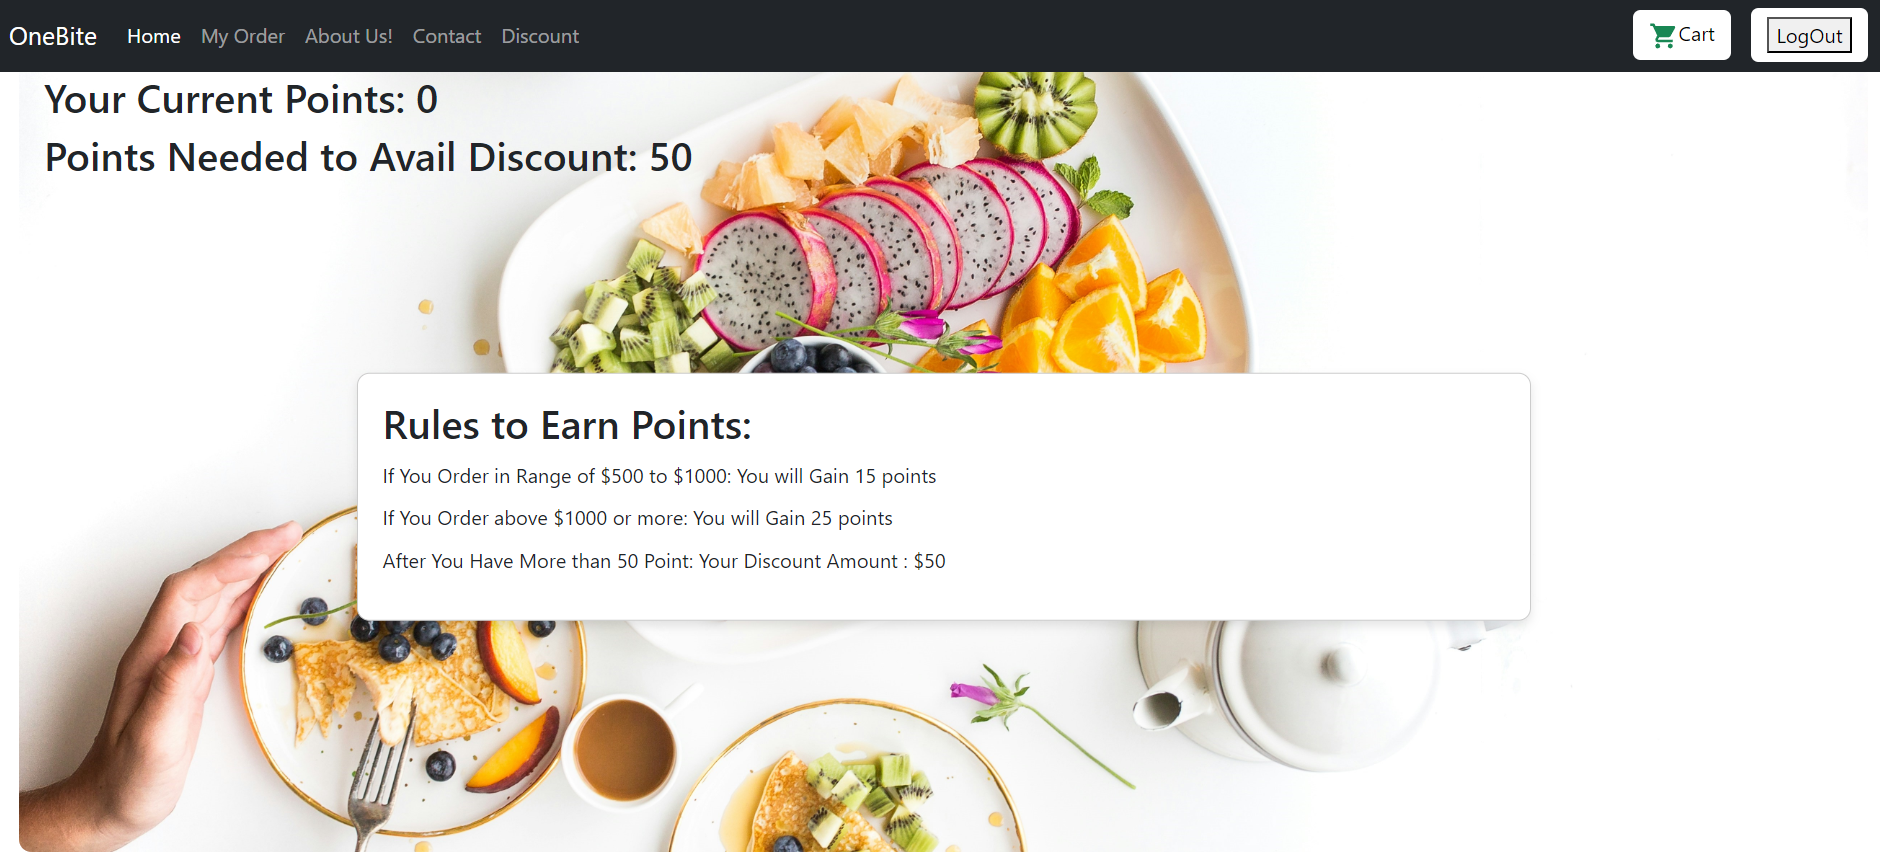 OneBite Home My Order About Us! Contact Discount Cart LogOut
Your Current Points: 0
Points Needed to Avail Discount: 50
Rules to Earn Points:
If You Order in Range of $500 to $1000: You will Gain 15 points
If You Order above $1000 or more: You will Gain 25 points
After You Have More than 50 Point: Your Discount Amount : $50